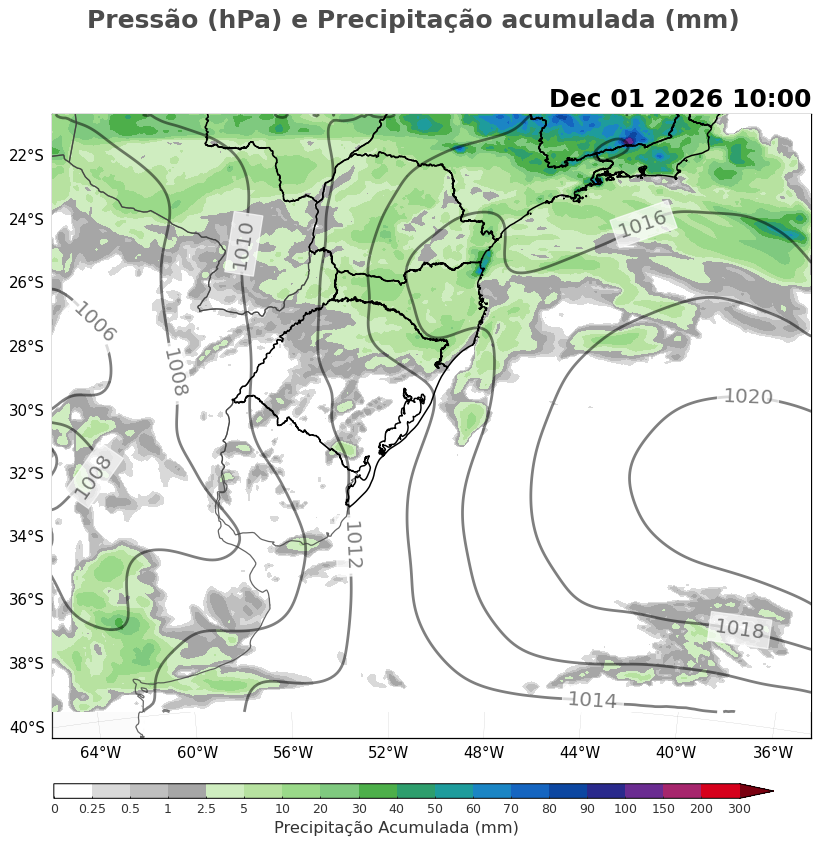 Pressão (hPa) e Precipitação acumulada (mm)
Dec 01 2026 10:00
22°S
24°S
26°S
28°S
30°S
32°S
34°S
36°S
38°S
40°S
1016
1010
1006
1008
1020
1008
1012
1018
1014
64°W 60°W 56°W 52°W 48°W 44°W 40°W 36°W
0 0.25 0.5 1 2.5 5 10 20 30 40 50 60 70 80 90 100 150 200 300
Precipitação Acumulada (mm)